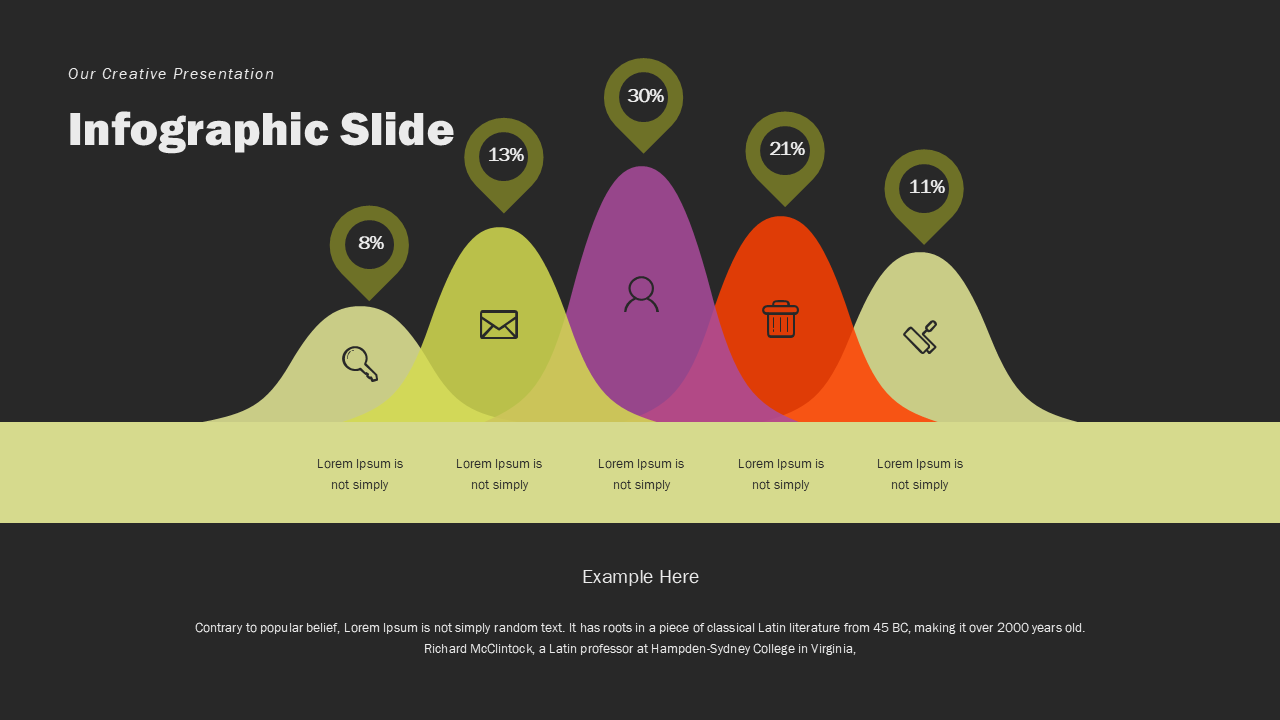 Our Creative Presentation
Infographic Slide
8%
13%
30%
21%
11%
Lorem Ipsum is
not simply
Lorem Ipsum is
not simply
Lorem Ipsum is
not simply
Lorem Ipsum is
not simply
Lorem Ipsum is
not simply
Example Here
Contrary to popular belief, Lorem Ipsum is not simply random text. It has roots in a piece of classical Latin literature from 45 BC, making it over 2000 years old.
Richard McClintock, a Latin professor at Hampden-Sydney College in Virginia,